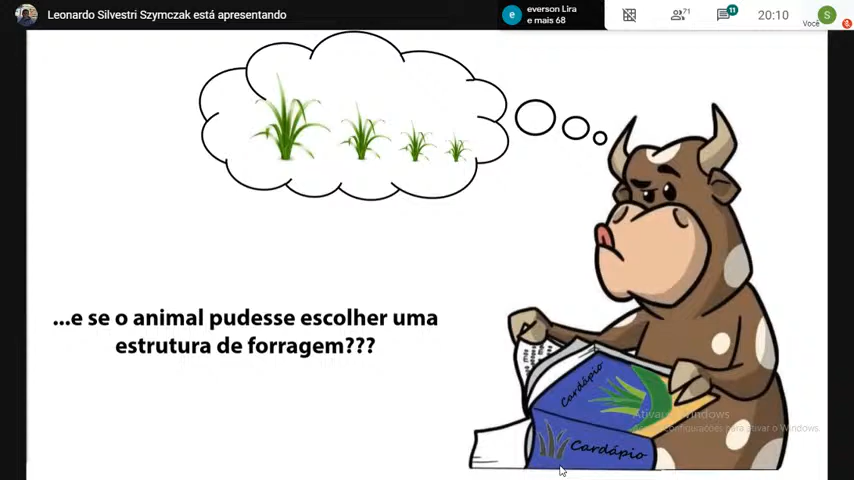 Leonardo Silvestri Szymczak está apresentando
e
everson Lira
e mais 68
71
11
20:10
S
Você
...e se o animal pudesse escolher uma
estrutura de forragem???
Cardápio
Cardápio
Ativar o Windows